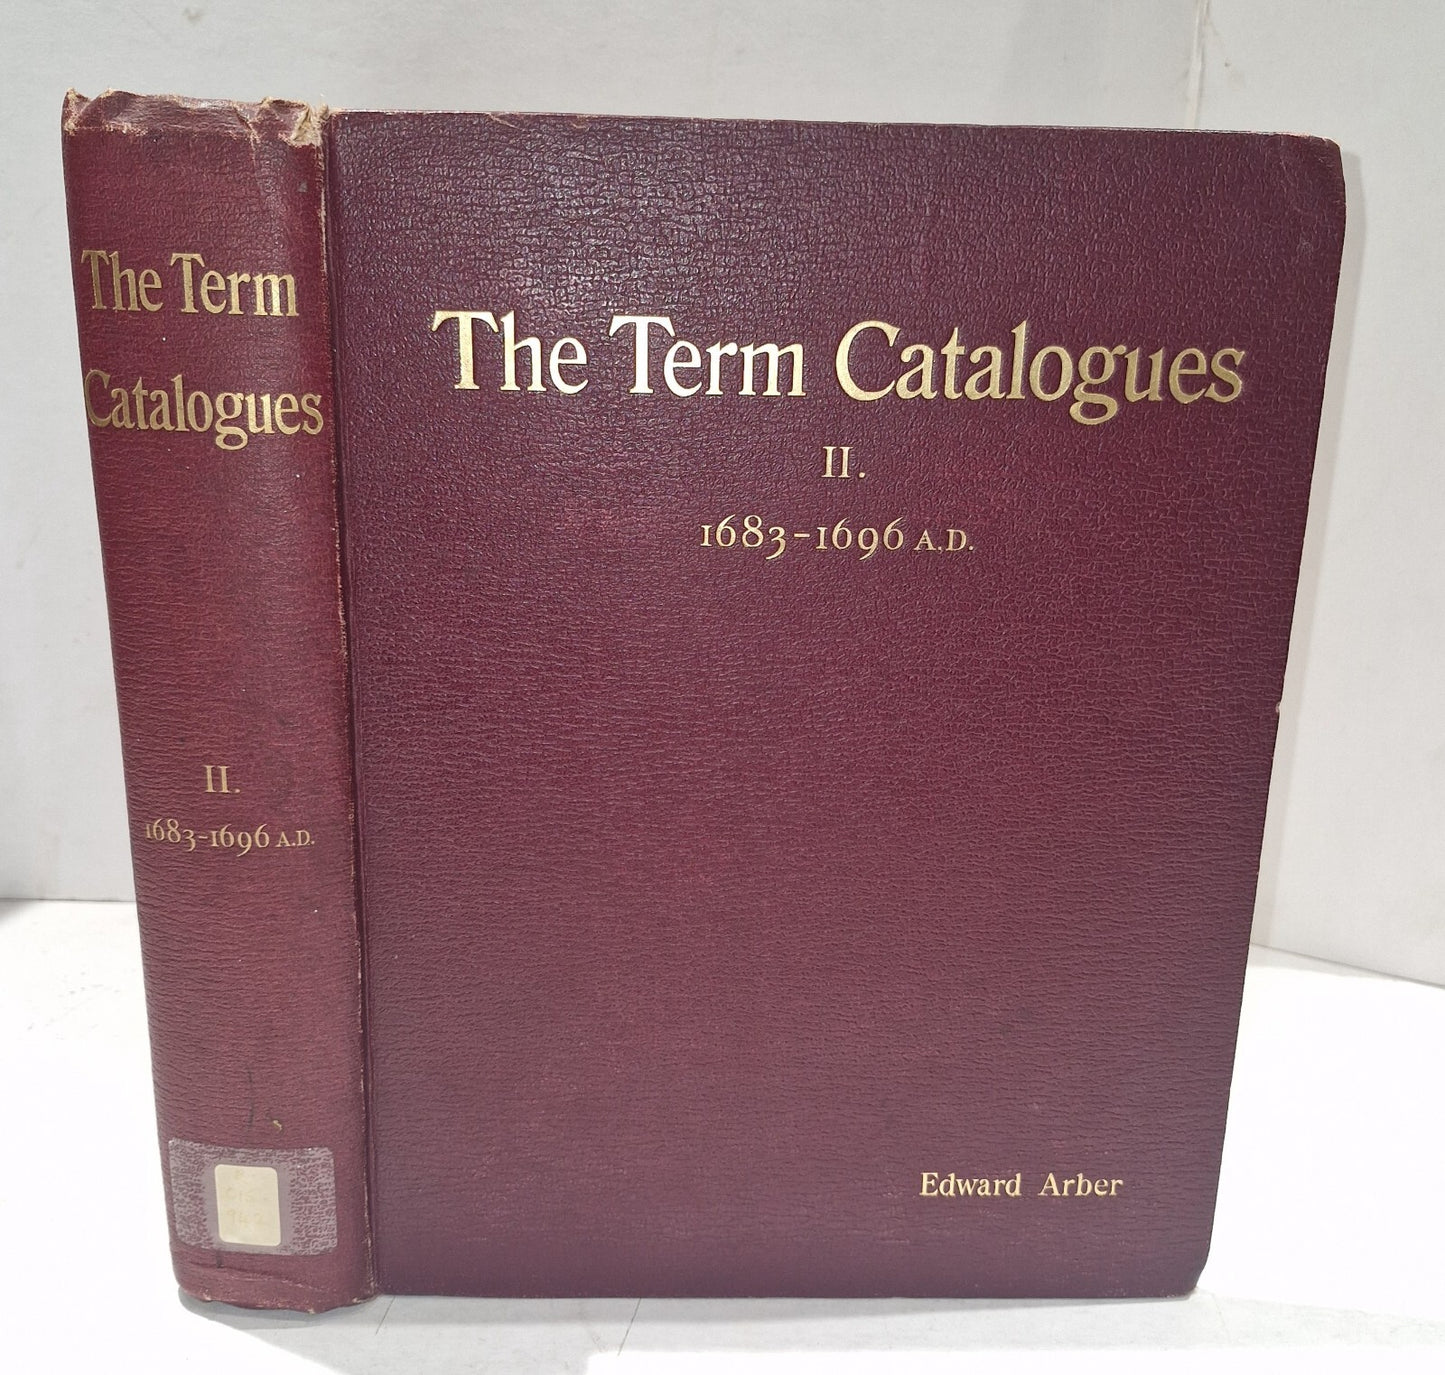 The Term
Catalogues
II.
1683-1696 A.D.
The Term Catalogues
II.
1683-1696 A.D.
Edward Arber